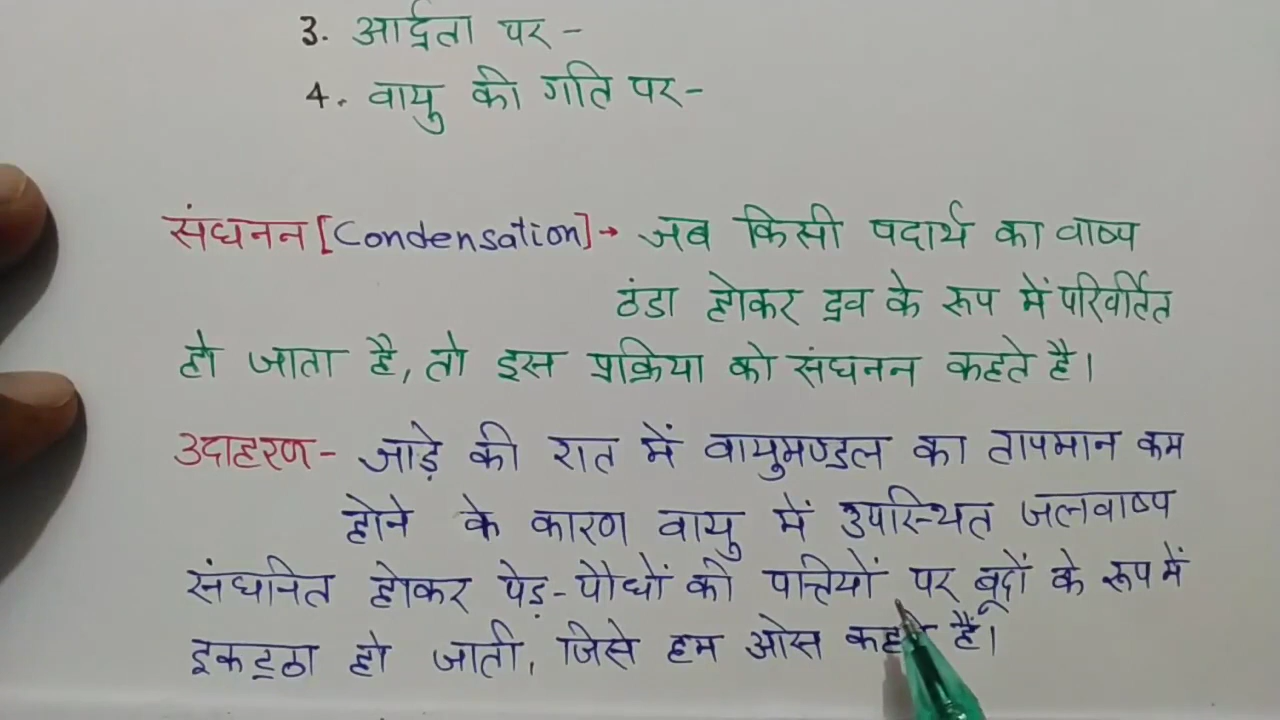 3. आर्द्रता पर -
4. वायु की गति पर -
संघनन [Condensation] → जब किसी पदार्थ का वाष्प
ठंडा होकर द्रव के रूप में परिवर्तित
हो जाता है, तो इस प्रक्रिया को संघनन कहते है।
उदाहरण - जाड़े की रात में वायुमण्डल का तापमान कम
होने के कारण वायु में उपस्थित जलवाष्प
संघनित होकर पेड़-पौधों की पत्तियों पर बूदों के रूप में
इकट्ठा हो जाती, जिसे हम ओस कहते हैं।